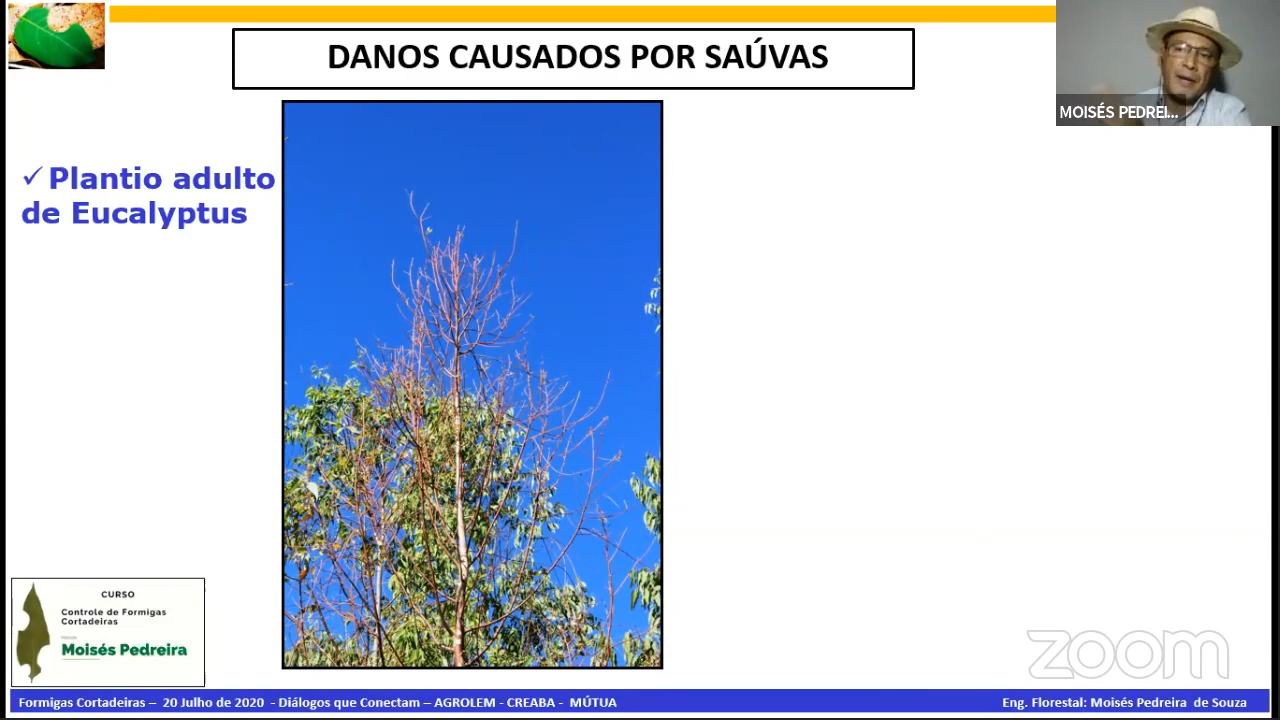 DANOS CAUSADOS POR SAÚVAS
MOISÉS PEDREI...
✓Plantio adulto
de Eucalyptus
CURSO
Controle de Formigas
Cortadeiras
Moisés Pedreira
zoom
Formigas Cortadeiras – 20 Julho de 2020 - Diálogos que Conectam – AGROLEM - CREABA - MÚTUA
Eng. Florestal: Moisés Pedreira de Souza